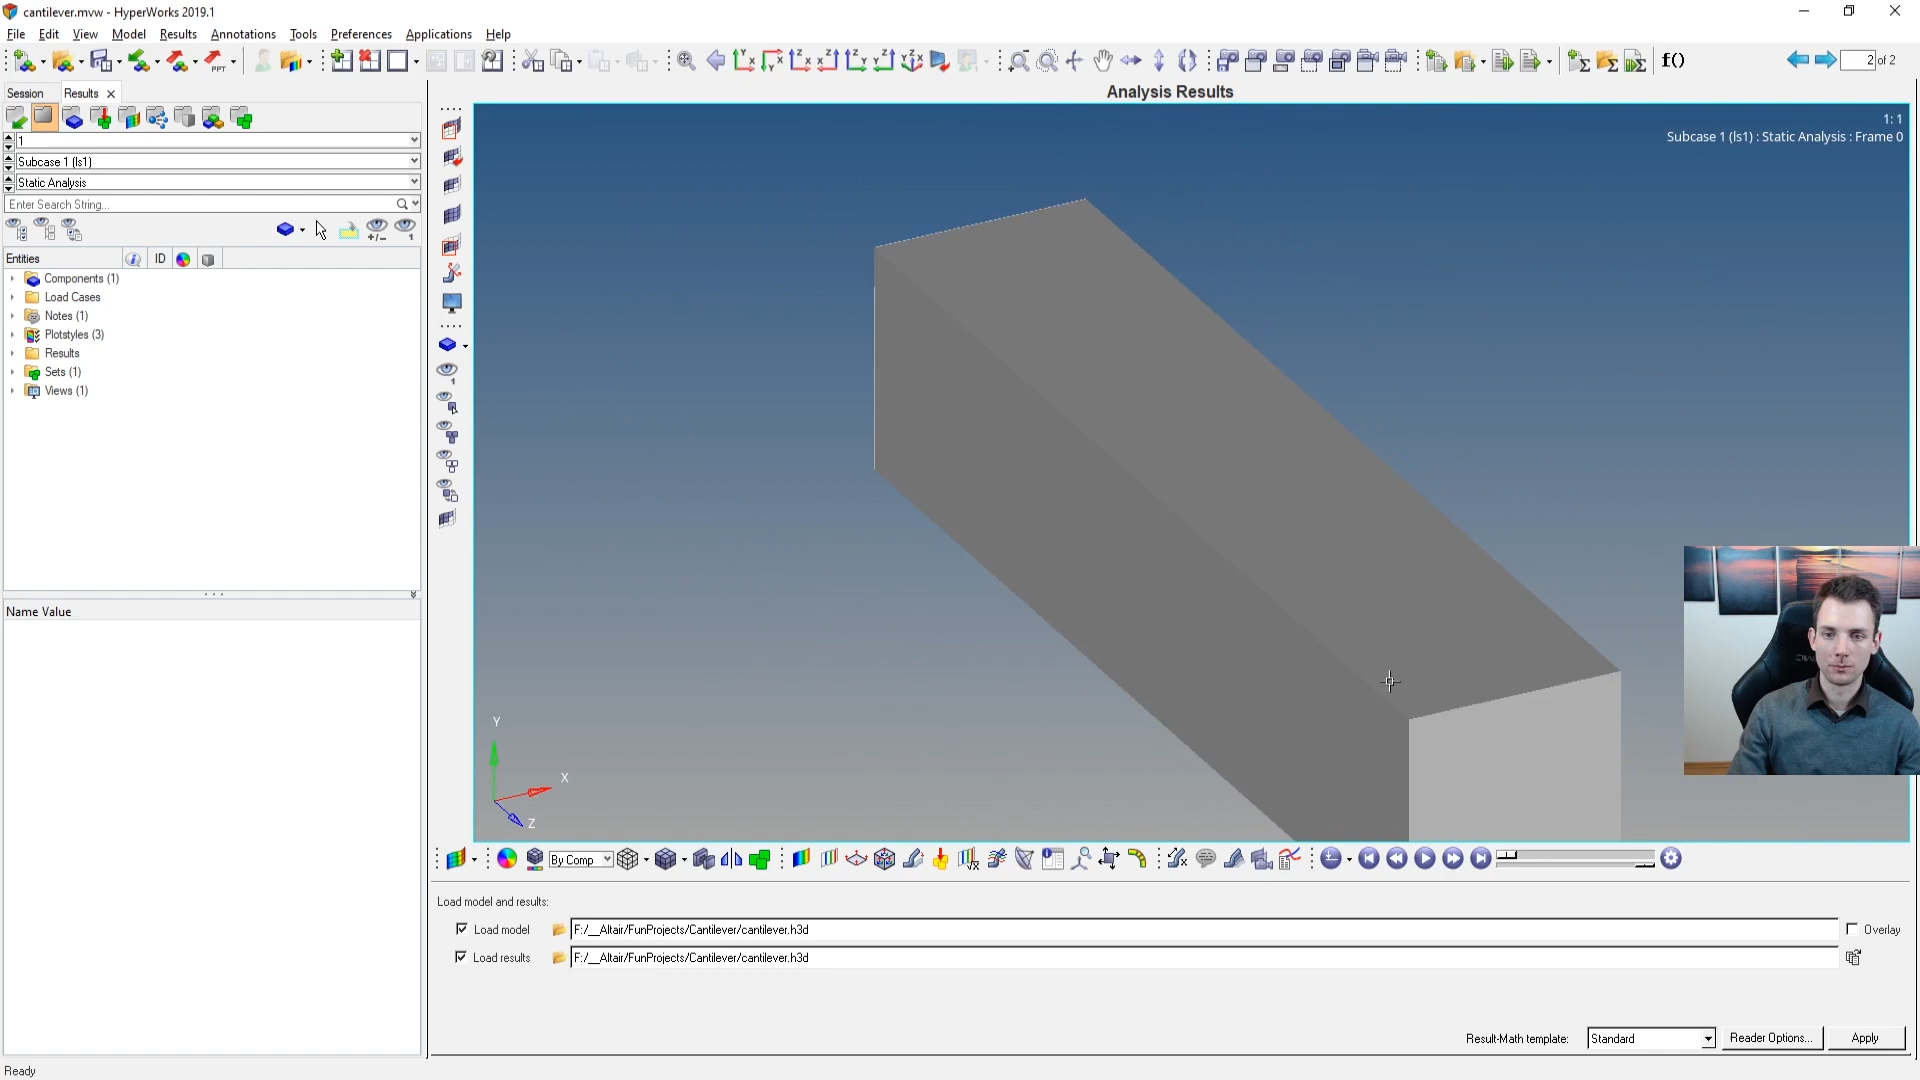 cantilever.mvw - HyperWorks 2019.1
File Edit View Model Results Annotations Tools Preferences Applications Help
f() 2 of 2
Session Results
Analysis Results
1: 1
Subcase 1 (ls1) : Static Analysis : Frame 0
1
Subcase 1 (ls1)
Static Analysis
Enter Search String...
Entities ID
Components (1)
Load Cases
Notes (1)
Plotstyles (3)
Results
Sets (1)
Views (1)
Name Value
Y
X
Z
By Comp
Load model and results:
Load model F:/__Altair/FunProjects/Cantilever/cantilever.h3d Overlay
Load results F:/__Altair/FunProjects/Cantilever/cantilever.h3d
Result-Math template: Standard Reader Options... Apply
Ready